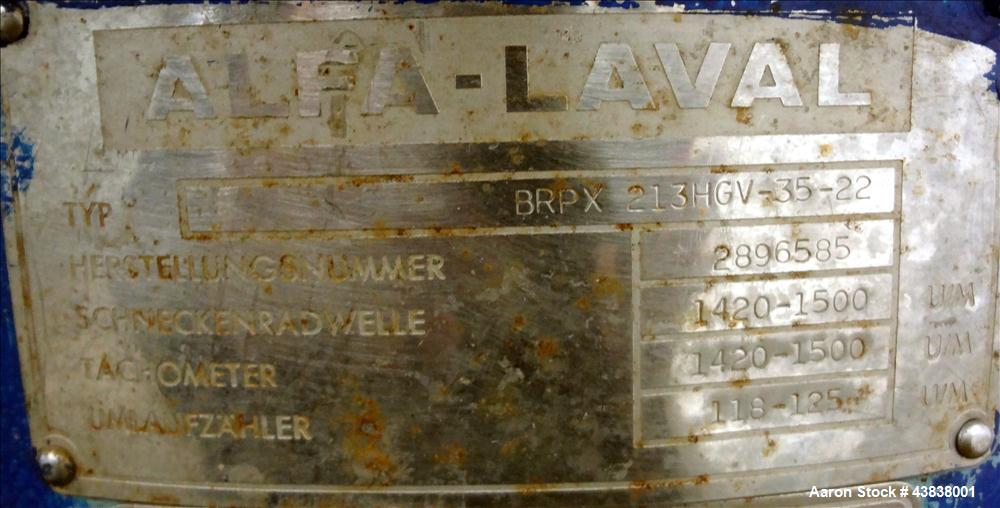 ALFA-LAVAL
TYP BRPX 213HGV-35-22
HERSTELLUNGSNUMMER 2896585
SCHNECKENRADWELLE 1420-1500 U/M
TACHOMETER 1420-1500 U/M
UMLAUFZÄHLER 118-125 U/M
Aaron Stock # 43838001